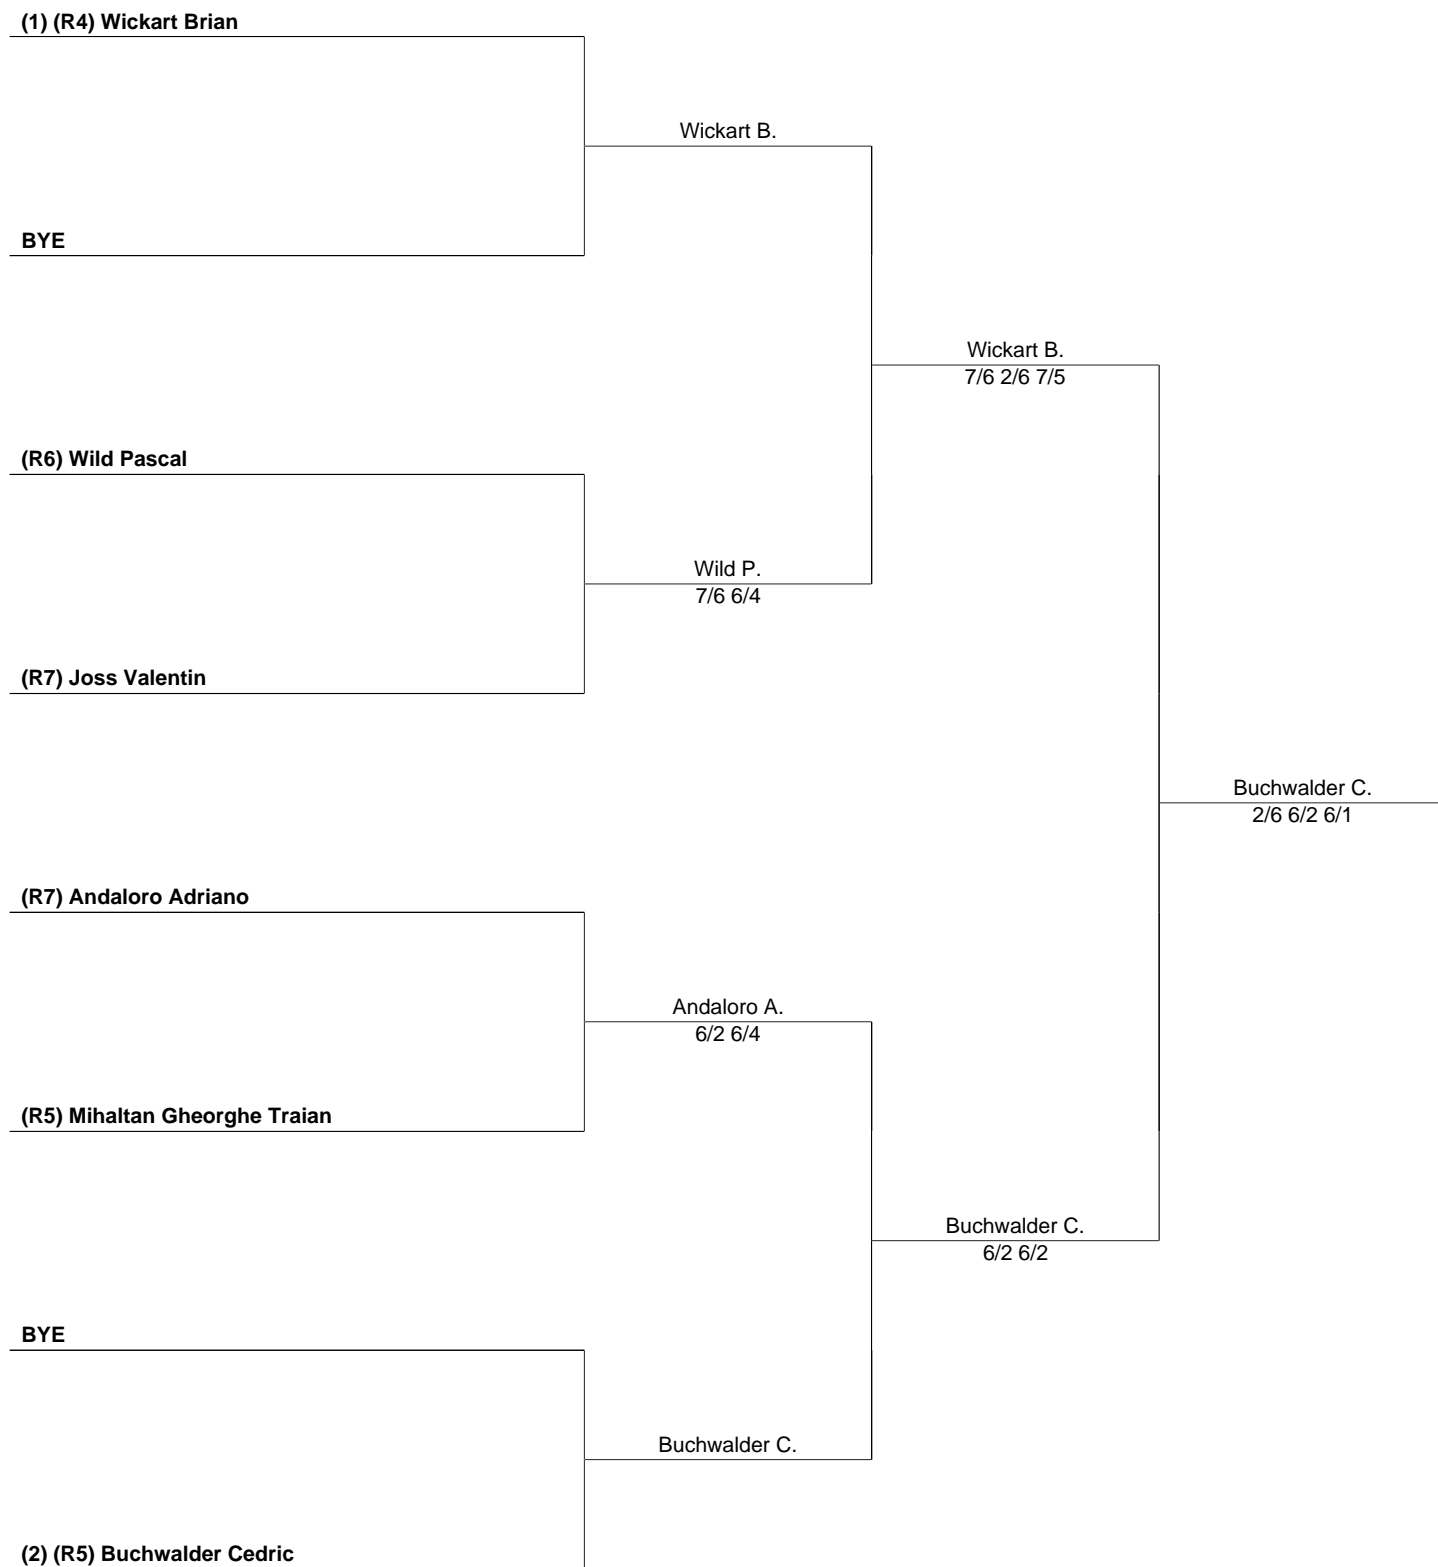 (1) (R4) Wickart Brian
Wickart B.
BYE
Wickart B.
7/6 2/6 7/5
(R6) Wild Pascal
Wild P.
7/6 6/4
(R7) Joss Valentin
Buchwalder C.
2/6 6/2 6/1
(R7) Andaloro Adriano
Andaloro A.
6/2 6/4
(R5) Mihaltan Gheorghe Traian
Buchwalder C.
6/2 6/2
BYE
Buchwalder C.
(2) (R5) Buchwalder Cedric